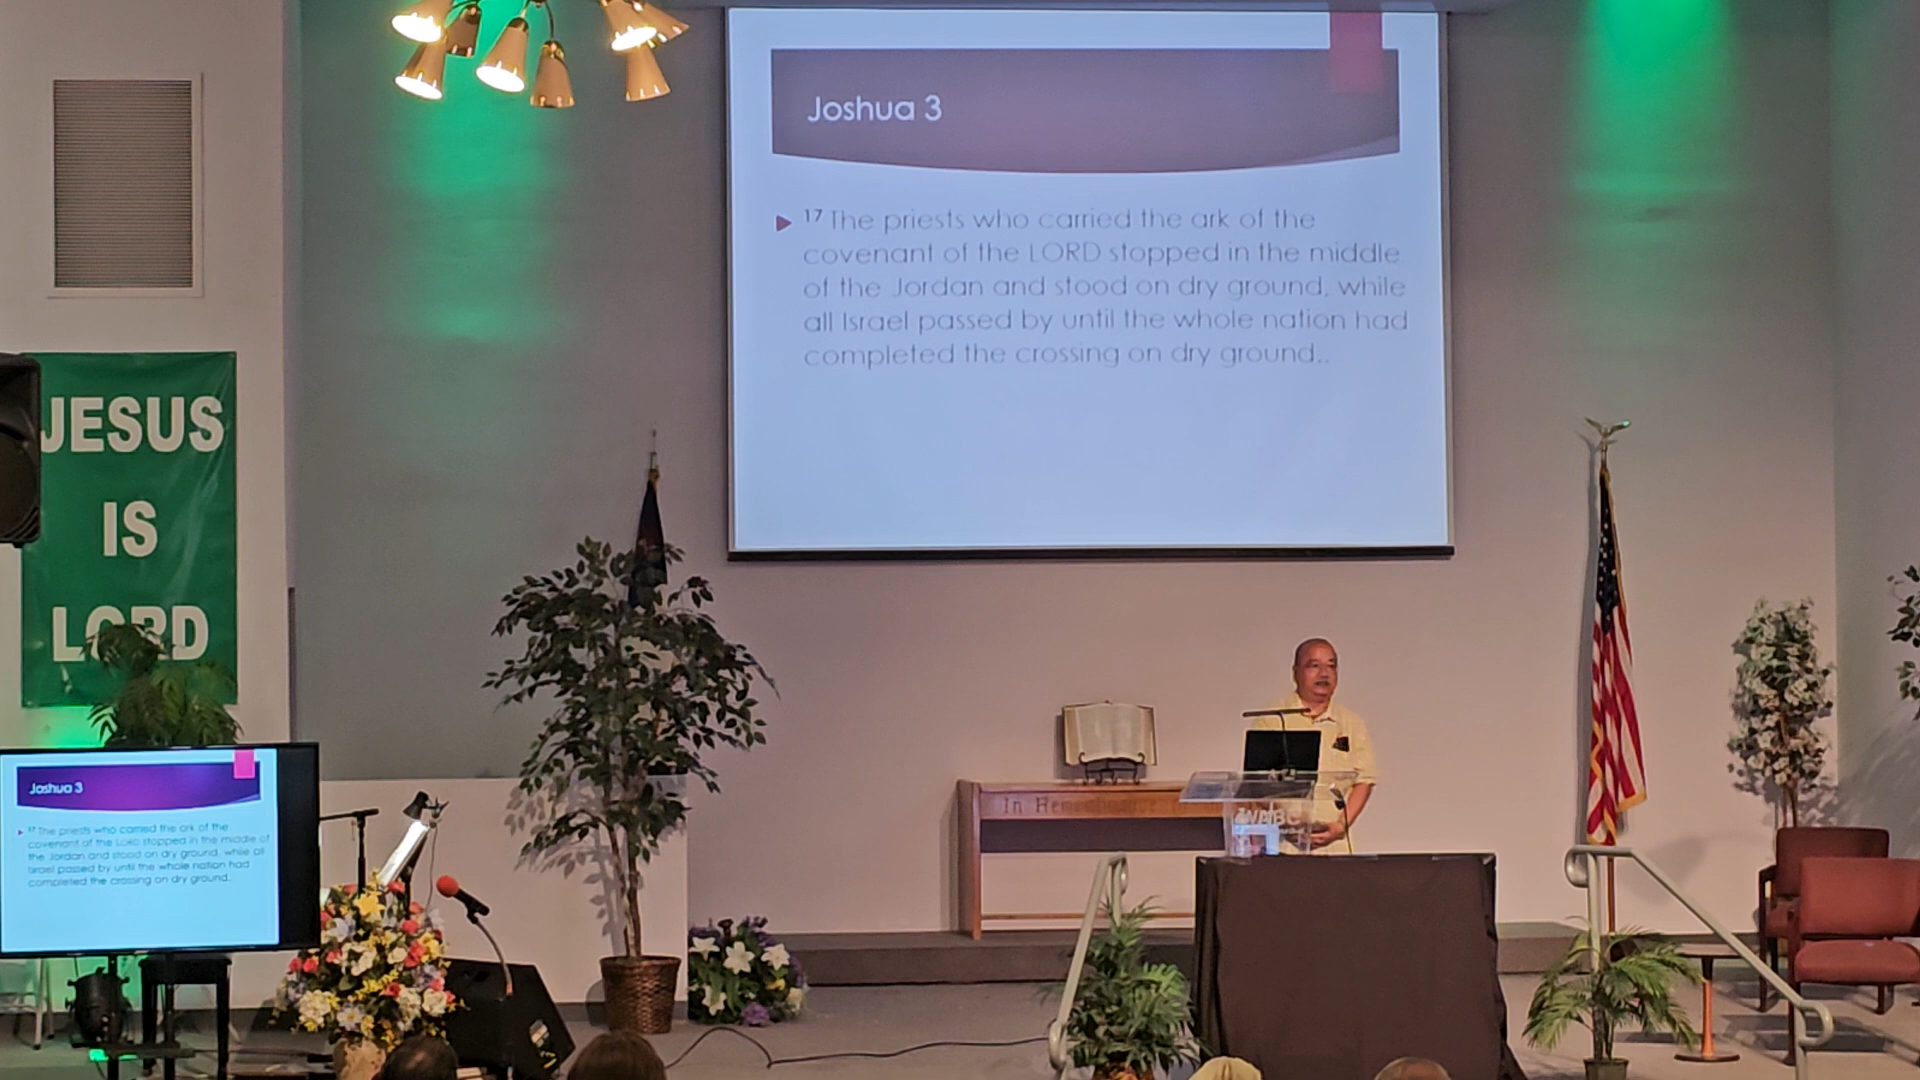 Joshua 3
17 The priests who carried the ark of the
covenant of the LORD stopped in the middle
of the Jordan and stood on dry ground, while
all Israel passed by until the whole nation had
completed the crossing on dry ground..
JESUS
IS
LORD
Joshua 3
17 The priests who carried the ark of the
covenant of the LORD stopped in the middle of
the Jordan and stood on dry ground, while all
Israel passed by until the whole nation had
completed the crossing on dry ground..
In Remembrance
WABC